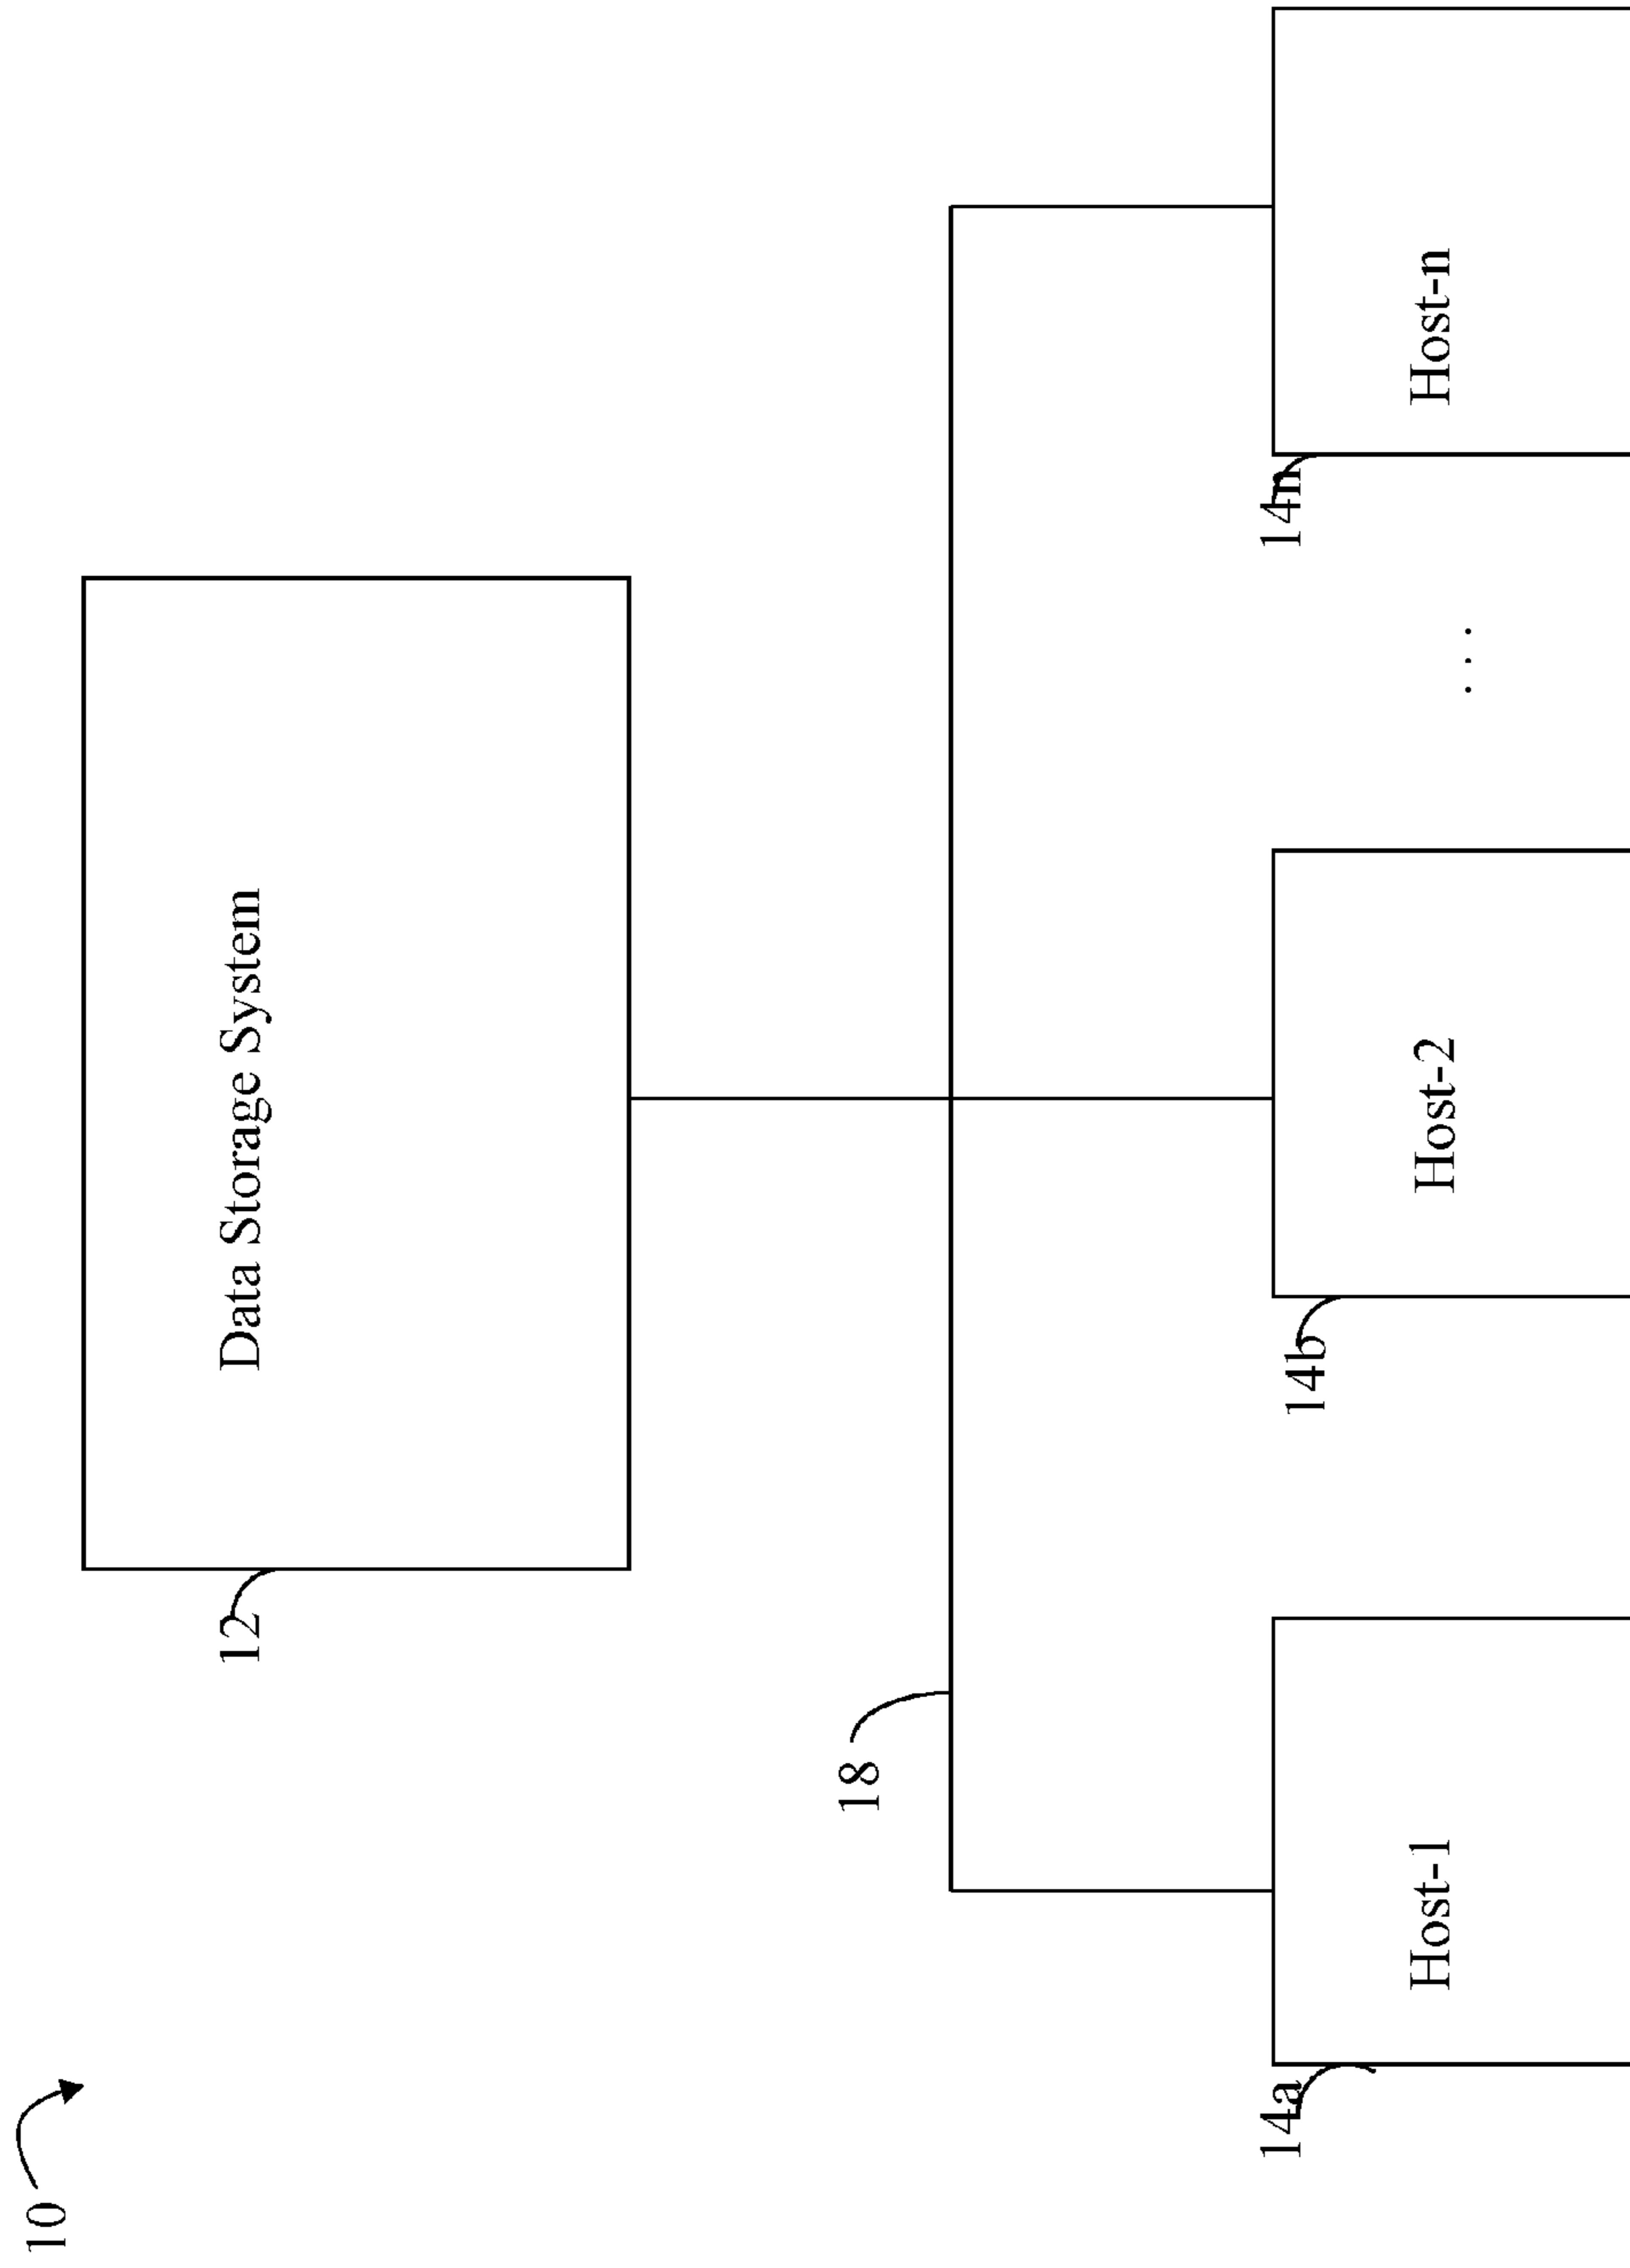 10
12
Data Storage System
18
14a
14b
14n
Host-1
Host-2
. . .
Host-n